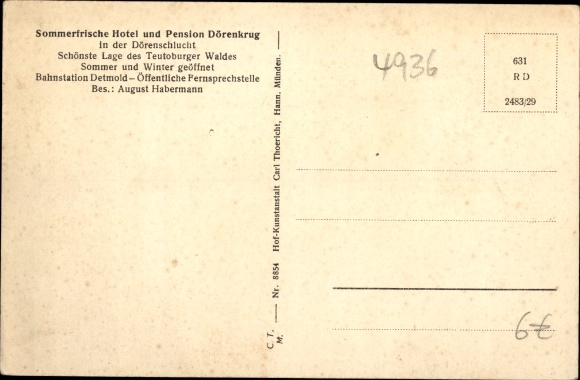 Sommerfrische Hotel und Pension Dörenkrug
in der Dörenschlucht
Schönste Lage des Teutoburger Waldes
Sommer und Winter geöffnet
Bahnstation Detmold – Öffentliche Fernsprechstelle
Bes.: August Habermann
C. T.
M.
Nr. 8854 Hof-Kunstanstalt Carl Thoericht, Hann. Münden.
4936
631
R D
2483/29
6€